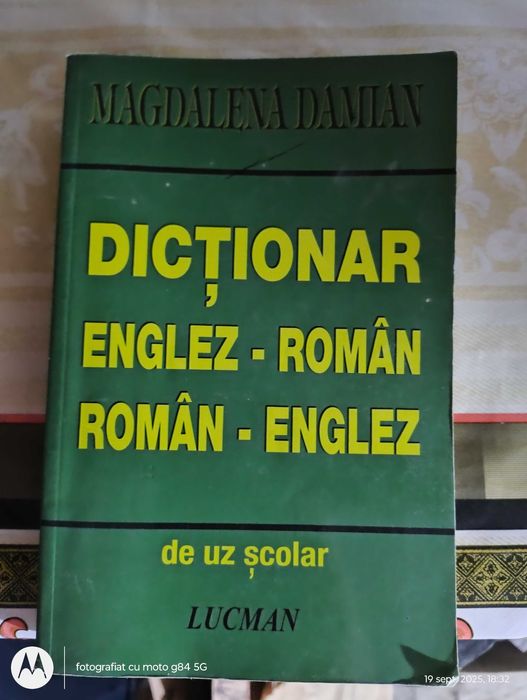 MAGDALENA DAMIAN
DICȚIONAR
ENGLEZ - ROMÂN
ROMÂN - ENGLEZ
de uz școlar
LUCMAN
fotografiat cu moto g84 5G
19 sept. 2025, 18:32